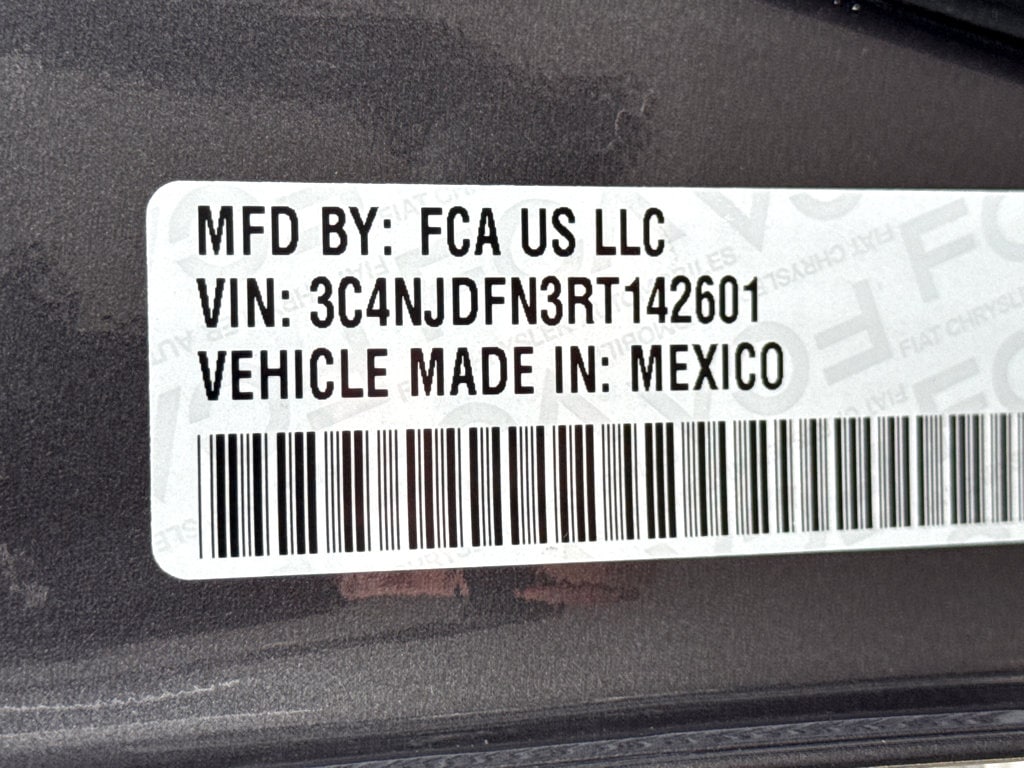 MFD BY: FCA US LLC
VIN: 3C4NJDFN3RT142601
VEHICLE MADE IN: MEXICO